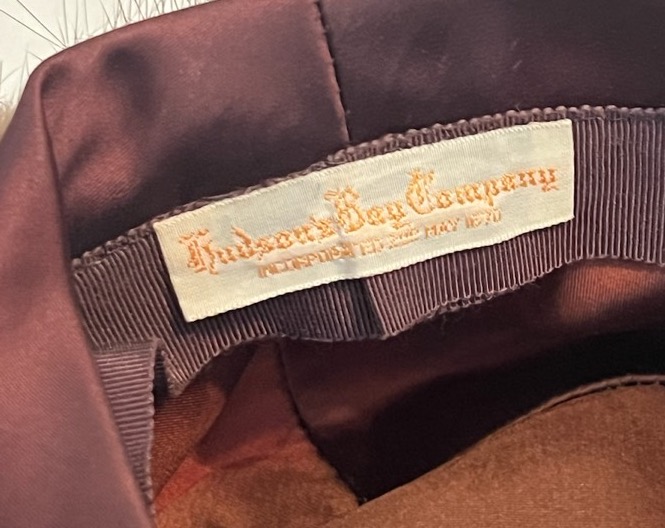 Hudson's Bay Company
INCORPORATED 2ND MAY 1670